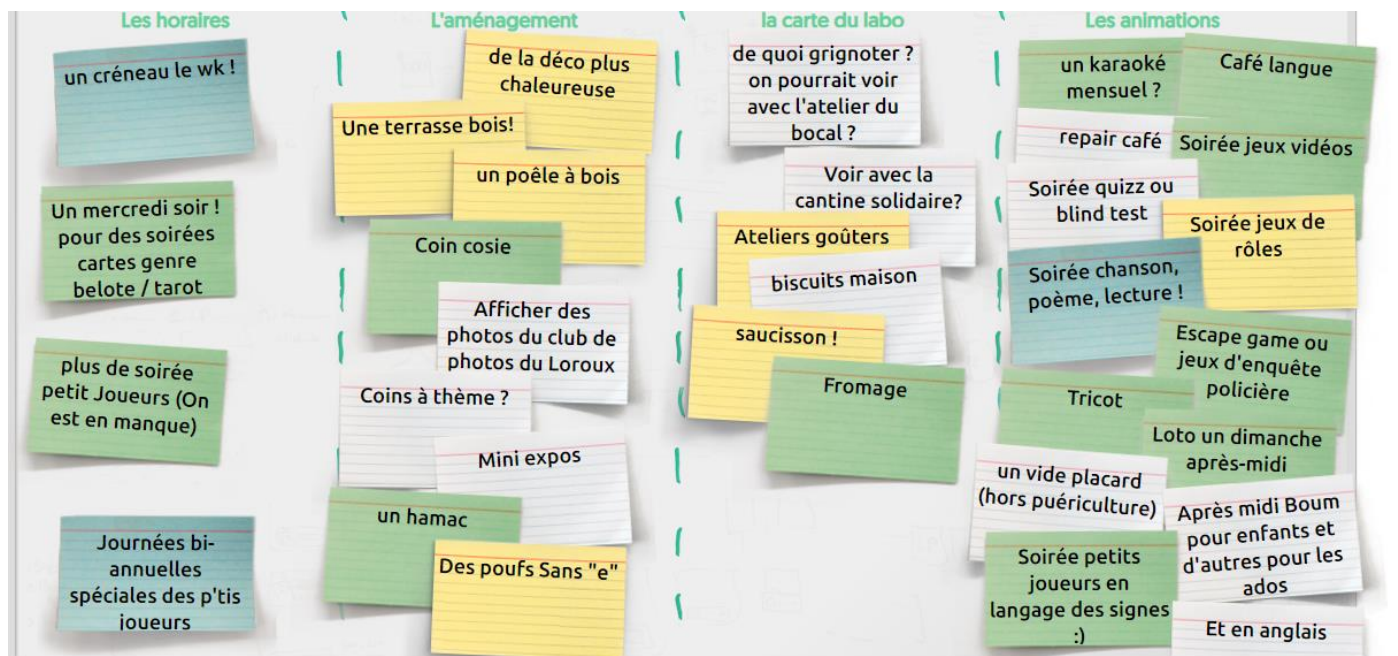 Les horaires
un créneau le wk !
Un mercredi soir !
pour des soirées
cartes genre
belote / tarot
plus de soirée
petit Joueurs (On
est en manque)
Journées bi-
annuelles
spéciales des p'tis
joueurs
L'aménagement
de la déco plus
chaleureuse
Une terrasse bois!
un poêle à bois
Coin cosie
Afficher des
photos du club de
photos du Loroux
Coins à thème ?
Mini expos
un hamac
Des poufs Sans "e"
la carte du labo
de quoi grignoter ?
on pourrait voir
avec l'atelier du
bocal ?
Voir avec la
cantine solidaire?
Ateliers goûters
biscuits maison
saucisson !
Fromage
Les animations
un karaoké
mensuel ?
Café langue
repair café
Soirée jeux vidéos
Soirée quizz ou
blind test
Soirée jeux de
rôles
Soirée chanson,
poème, lecture !
Escape game ou
jeux d'enquête
policière
Tricot
Loto un dimanche
après-midi
un vide placard
(hors puériculture)
Après midi Boum
pour enfants et
d'autres pour les
ados
Soirée petits
joueurs en
langage des signes
:)
Et en anglais